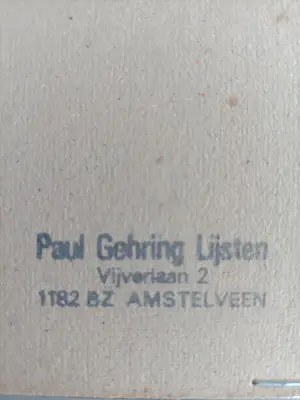 Paul Gehring Lijsten
Vijverlaan 2
1182 BZ AMSTELVEEN